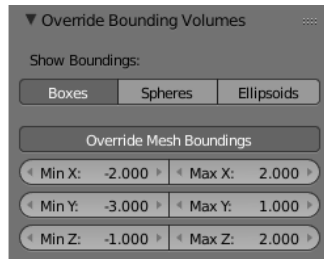 Override Bounding Volumes
Show Boundings:
Boxes Spheres Ellipsoids
Override Mesh Boundings
Min X: -2.000 Max X: 2.000
Min Y: -3.000 Max Y: 1.000
Min Z: -1.000 Max Z: 2.000